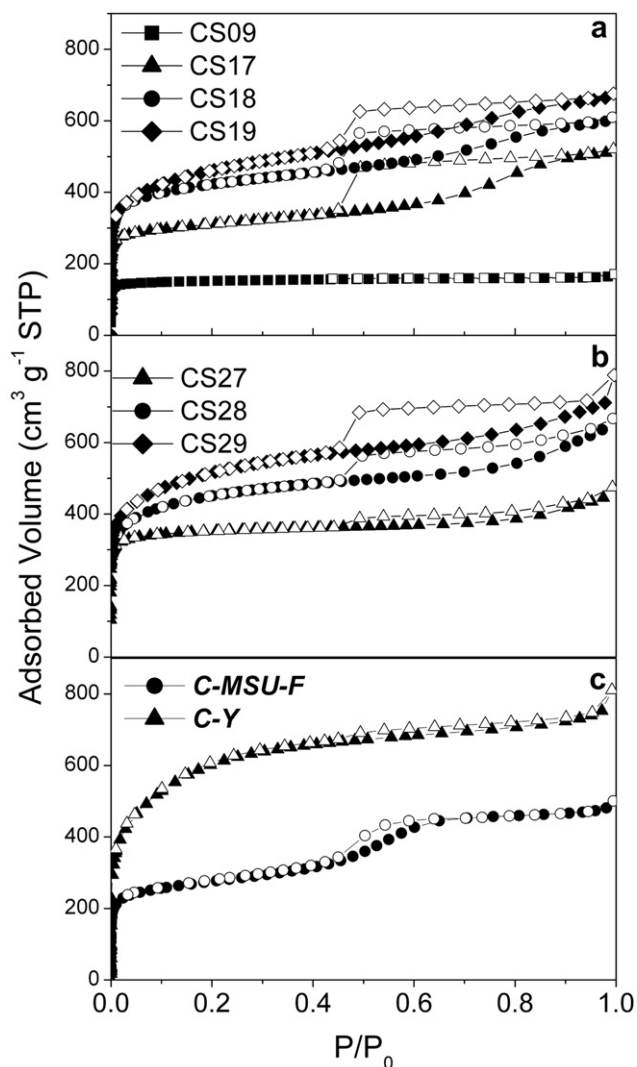 a
CS09
CS17
CS18
CS19
800
600
400
200
0
b
CS27
CS28
CS29
800
600
400
200
0
c
C-MSU-F
C-Y
800
600
400
200
0
0.0 0.2 0.4 0.6 0.8 1.0
P/P₀
Adsorbed Volume (cm³ g⁻¹ STP)